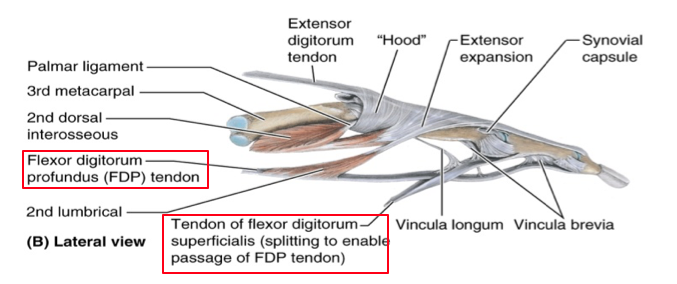 Extensor
digitorum
tendon
“Hood”
Extensor
expansion
Synovial
capsule
Palmar ligament
3rd metacarpal
2nd dorsal
interosseous
Flexor digitorum
profundus (FDP) tendon
2nd lumbrical
(B) Lateral view
Tendon of flexor digitorum
superficialis (splitting to enable
passage of FDP tendon)
Vincula longum
Vincula brevia